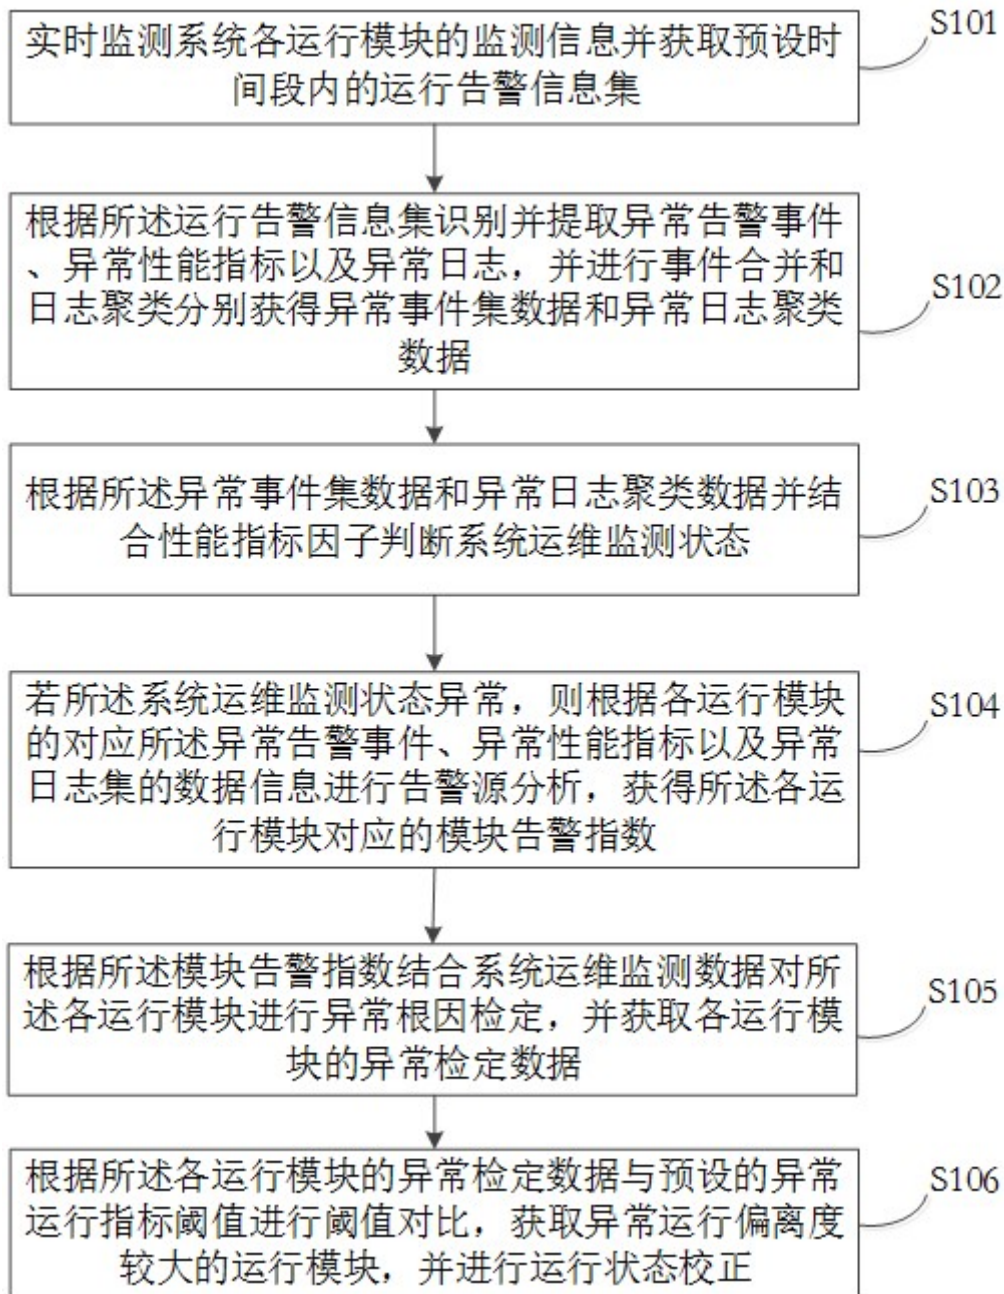 实时监测系统各运行模块的监测信息并获取预设时
间段内的运行告警信息集
S101
根据所述运行告警信息集识别并提取异常告警事件
、异常性能指标以及异常日志，并进行事件合并和
日志聚类分别获得异常事件集数据和异常日志聚类
数据
S102
根据所述异常事件集数据和异常日志聚类数据并结
合性能指标因子判断系统运维监测状态
S103
若所述系统运维监测状态异常，则根据各运行模块
的对应所述异常告警事件、异常性能指标以及异常
日志集的数据信息进行告警源分析，获得所述各运
行模块对应的模块告警指数
S104
根据所述模块告警指数结合系统运维监测数据对所
述各运行模块进行异常根因检定，并获取各运行模
块的异常检定数据
S105
根据所述各运行模块的异常检定数据与预设的异常
运行指标阈值进行阈值对比，获取异常运行偏离度
较大的运行模块，并进行运行状态校正
S106